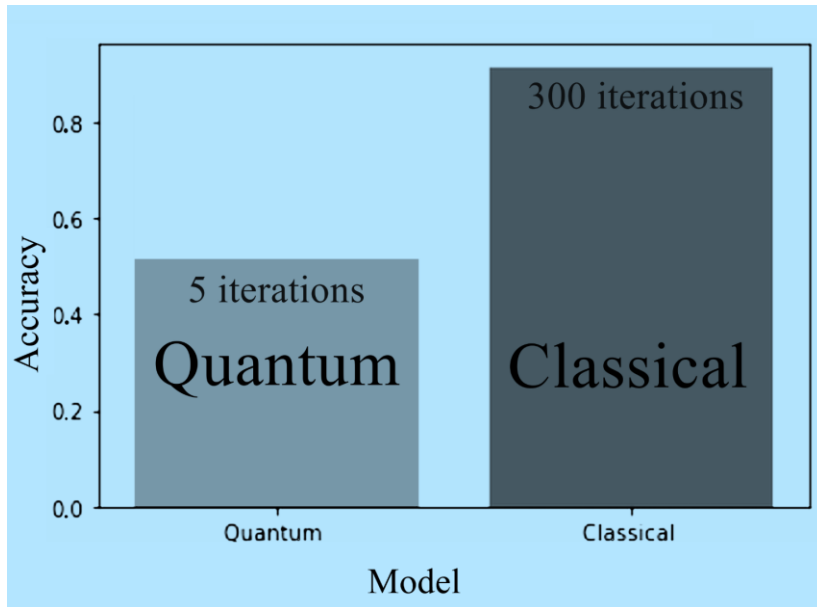 300 iterations
0.8
0.6
5 iterations
0.4
Quantum
Classical
0.2
0.0
Quantum
Classical
Accuracy
Model